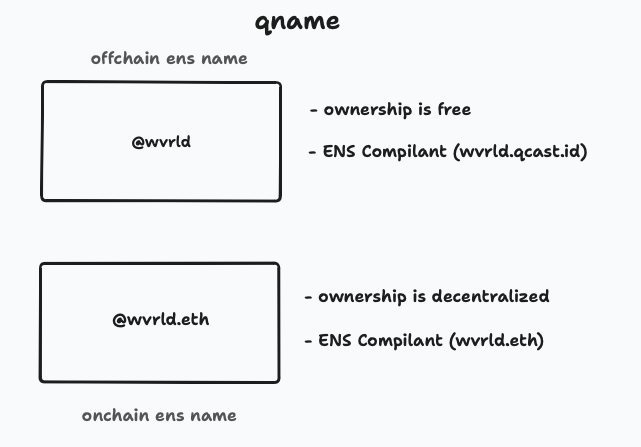 qname
offchain ens name
@wvrld
- ownership is free
- ENS Compilant (wvrld.qcast.id)
@wvrld.eth
- ownership is decentralized
- ENS Compilant (wvrld.eth)
onchain ens name